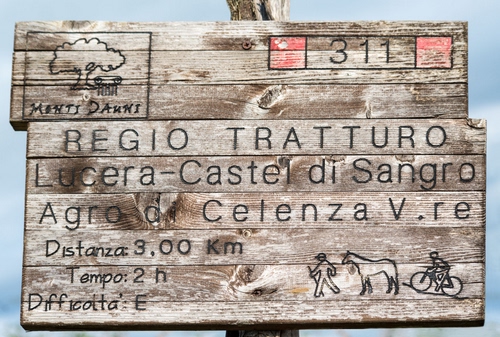 311
MONTI DAUNI
REGIO TRATTURO
Lucera-Castel di Sangro
Agro di Celenza V.re
Distanza: 3.00 Km
Tempo: 2 h
Difficoltà: E